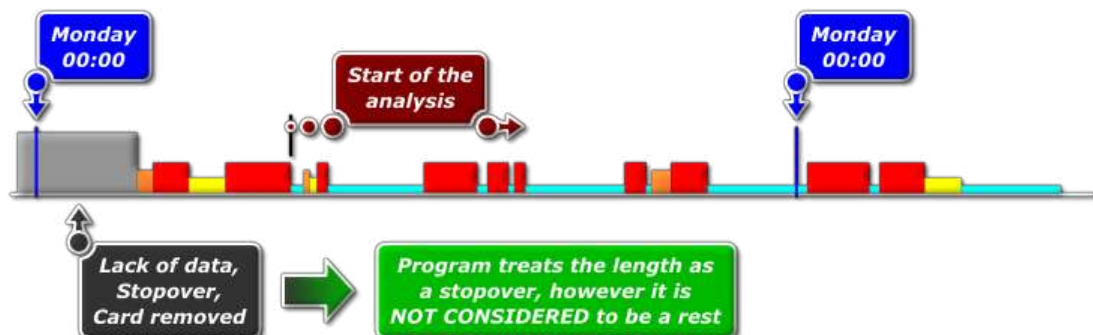 Monday
00:00
Start of the
analysis
Monday
00:00
Lack of data,
Stopover,
Card removed
Program treats the length as
a stopover, however it is
NOT CONSIDERED to be a rest